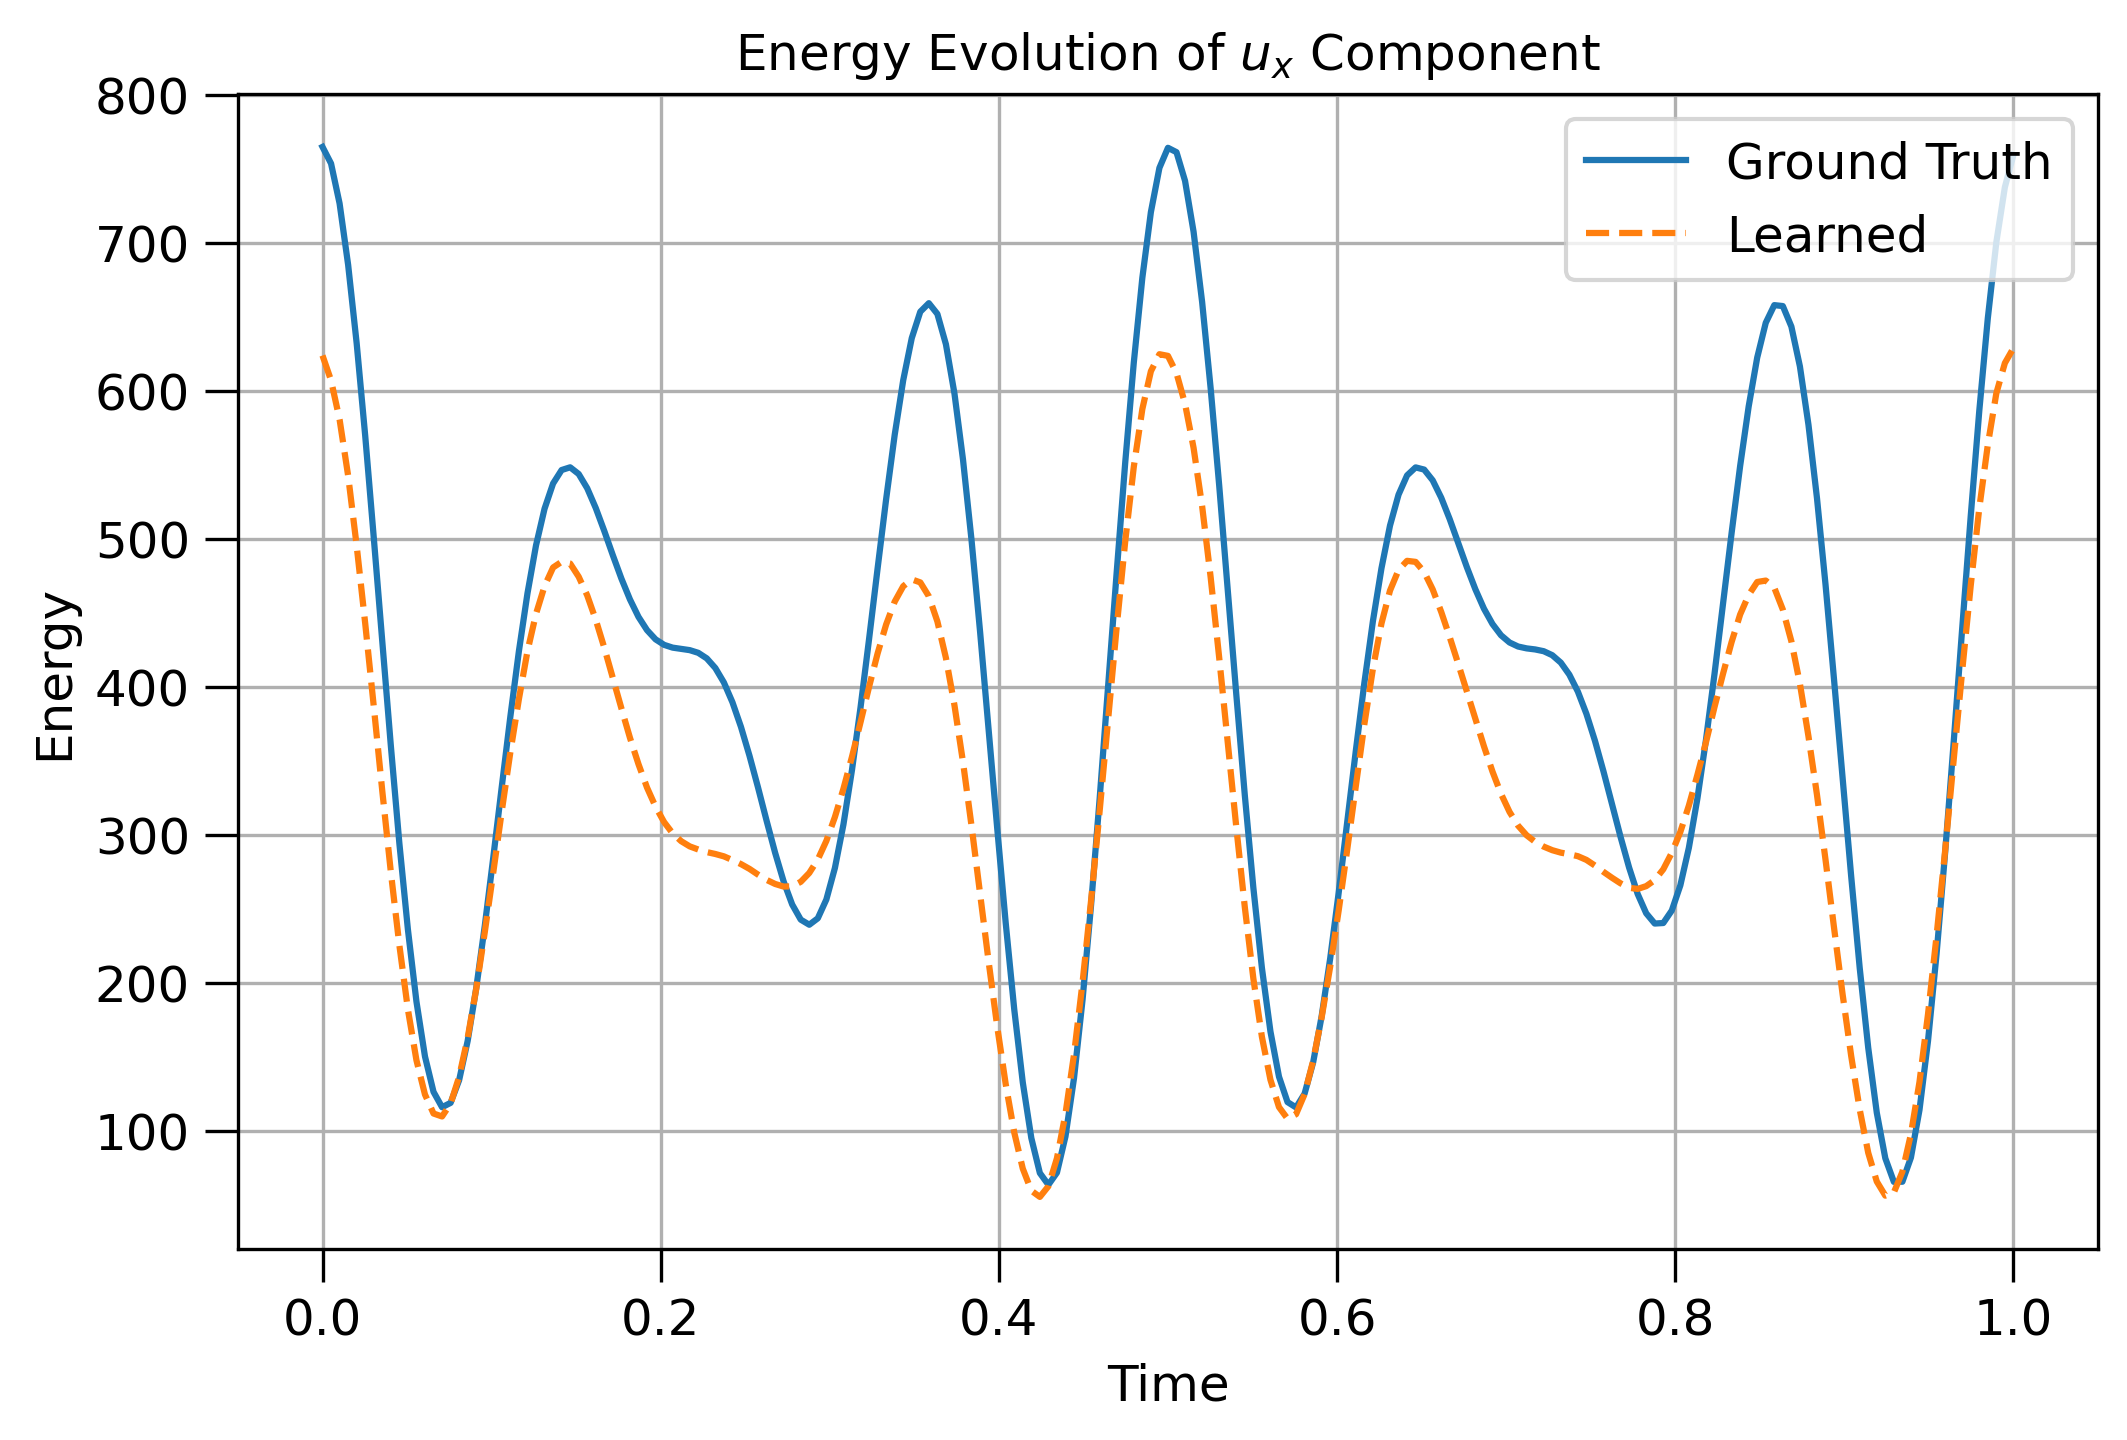 Energy Evolution of uₓ Component
800
700
600
500
400
300
200
100
Energy
Ground Truth
Learned
0.0 0.2 0.4 0.6 0.8 1.0
Time